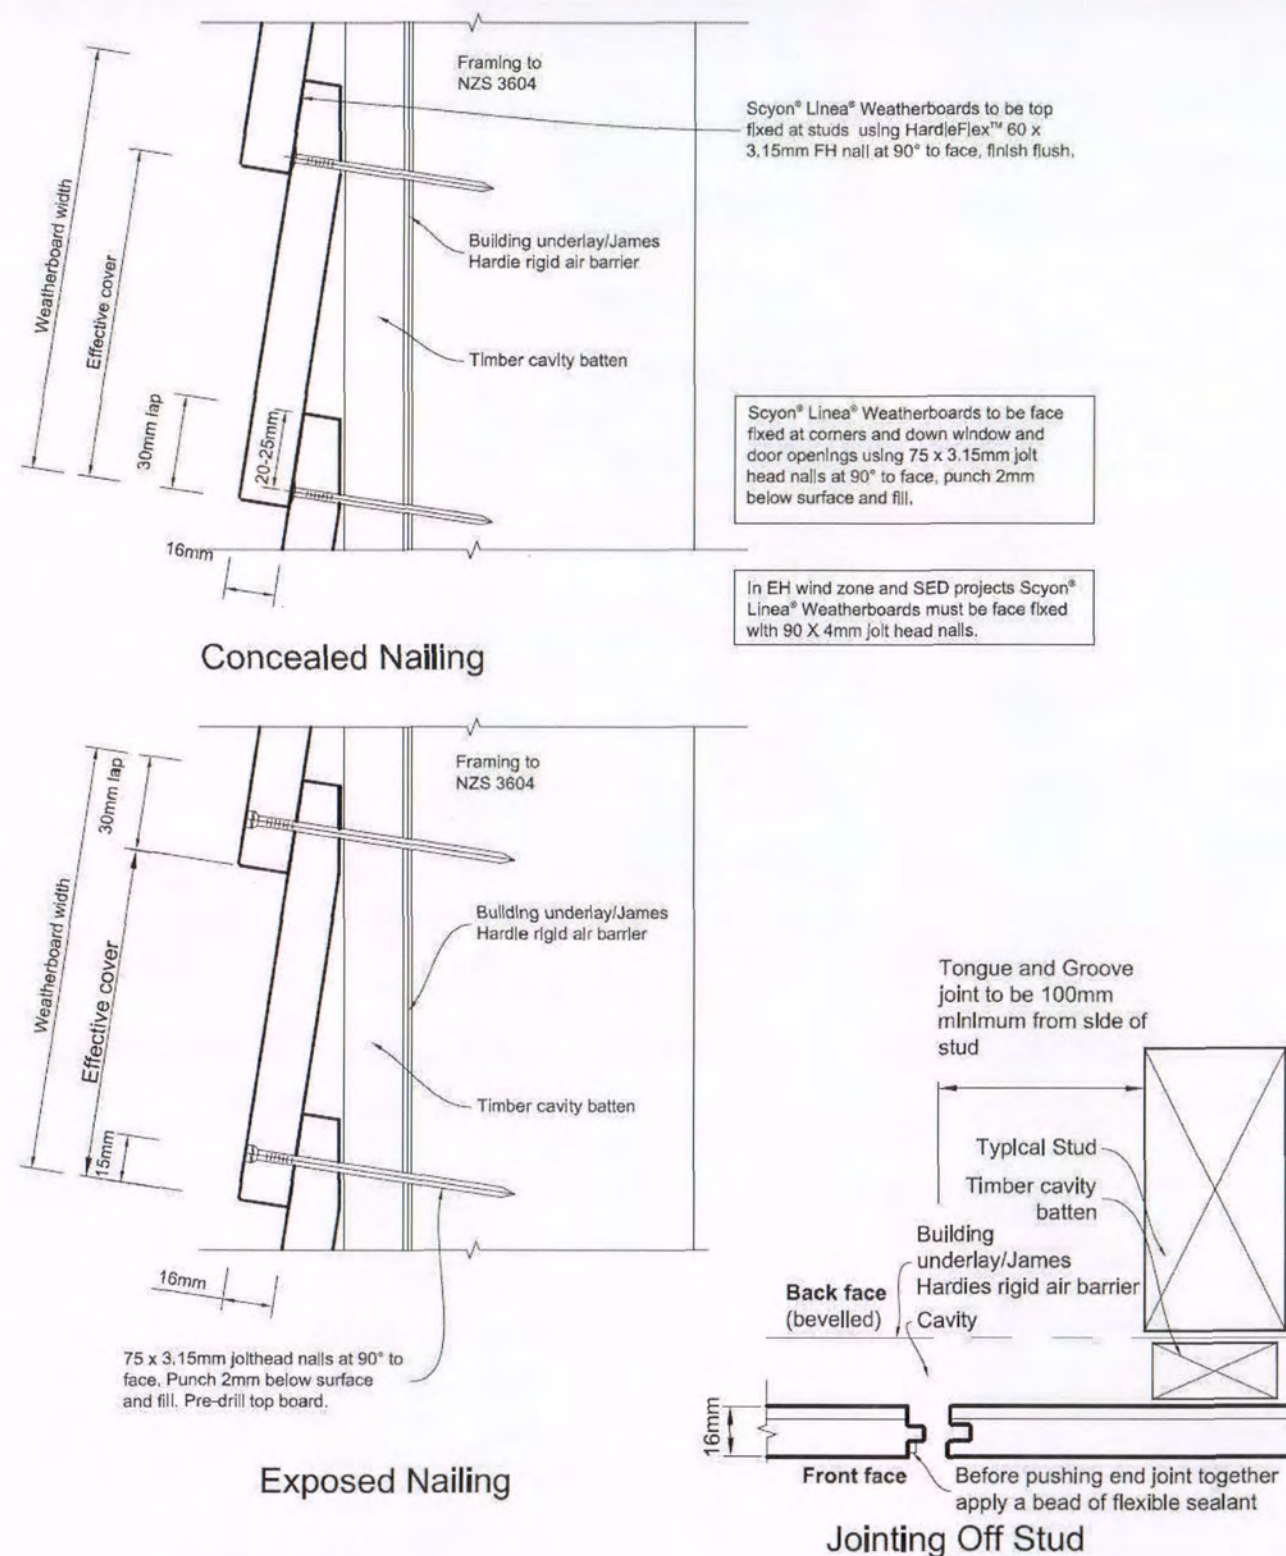 Framing to
NZS 3604
Scyon® Linea® Weatherboards to be top
fixed at studs using HardieFlex™ 60 x
3.15mm FH nail at 90° to face, finish flush.
Weatherboard width
Effective cover
Building underlay/James
Hardie rigid air barrier
Timber cavity batten
30mm lap
20-25mm
16mm
Scyon® Linea® Weatherboards to be face
fixed at corners and down window and
door openings using 75 x 3.15mm jolt
head nails at 90° to face, punch 2mm
below surface and fill.
In EH wind zone and SED projects Scyon®
Linea® Weatherboards must be face fixed
with 90 X 4mm jolt head nails.
Concealed Nailing
Framing to
NZS 3604
30mm lap
Weatherboard width
Effective cover
Building underlay/James
Hardie rigid air barrier
Timber cavity batten
15mm
16mm
75 x 3.15mm jolthead nails at 90° to
face. Punch 2mm below surface
and fill. Pre-drill top board.
Exposed Nailing
Tongue and Groove
joint to be 100mm
minimum from side of
stud
Typical Stud
Timber cavity
batten
Building
underlay/James
Hardies rigid air barrier
Back face
(bevelled)
Cavity
16mm
Front face
Before pushing end joint together
apply a bead of flexible sealant
Jointing Off Stud